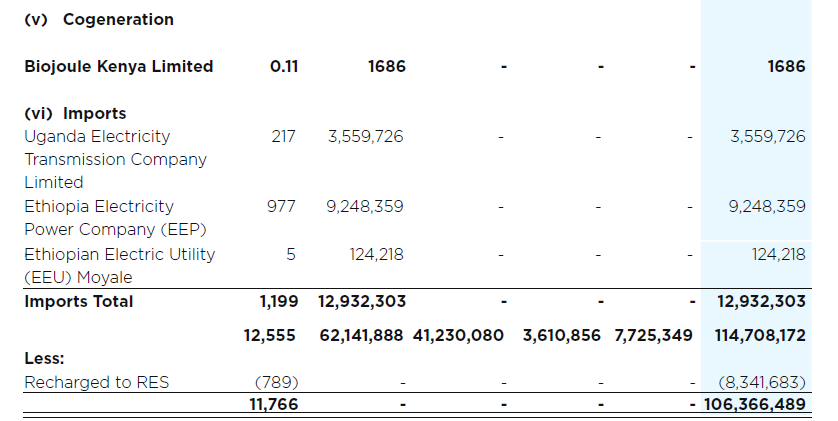 (v) Cogeneration
Biojoule Kenya Limited 0.11 1686 - - - 1686
(vi) Imports
Uganda Electricity 217 3,559,726 - - - 3,559,726
Transmission Company
Limited
Ethiopia Electricity 977 9,248,359 - - - 9,248,359
Power Company (EEP)
Ethiopian Electric Utility 5 124,218 - - - 124,218
(EEU) Moyale
Imports Total 1,199 12,932,303 - - - 12,932,303
12,555 62,141,888 41,230,080 3,610,856 7,725,349 114,708,172
Less:
Recharged to RES (789) - - - - (8,341,683)
11,766 - - - - 106,366,489